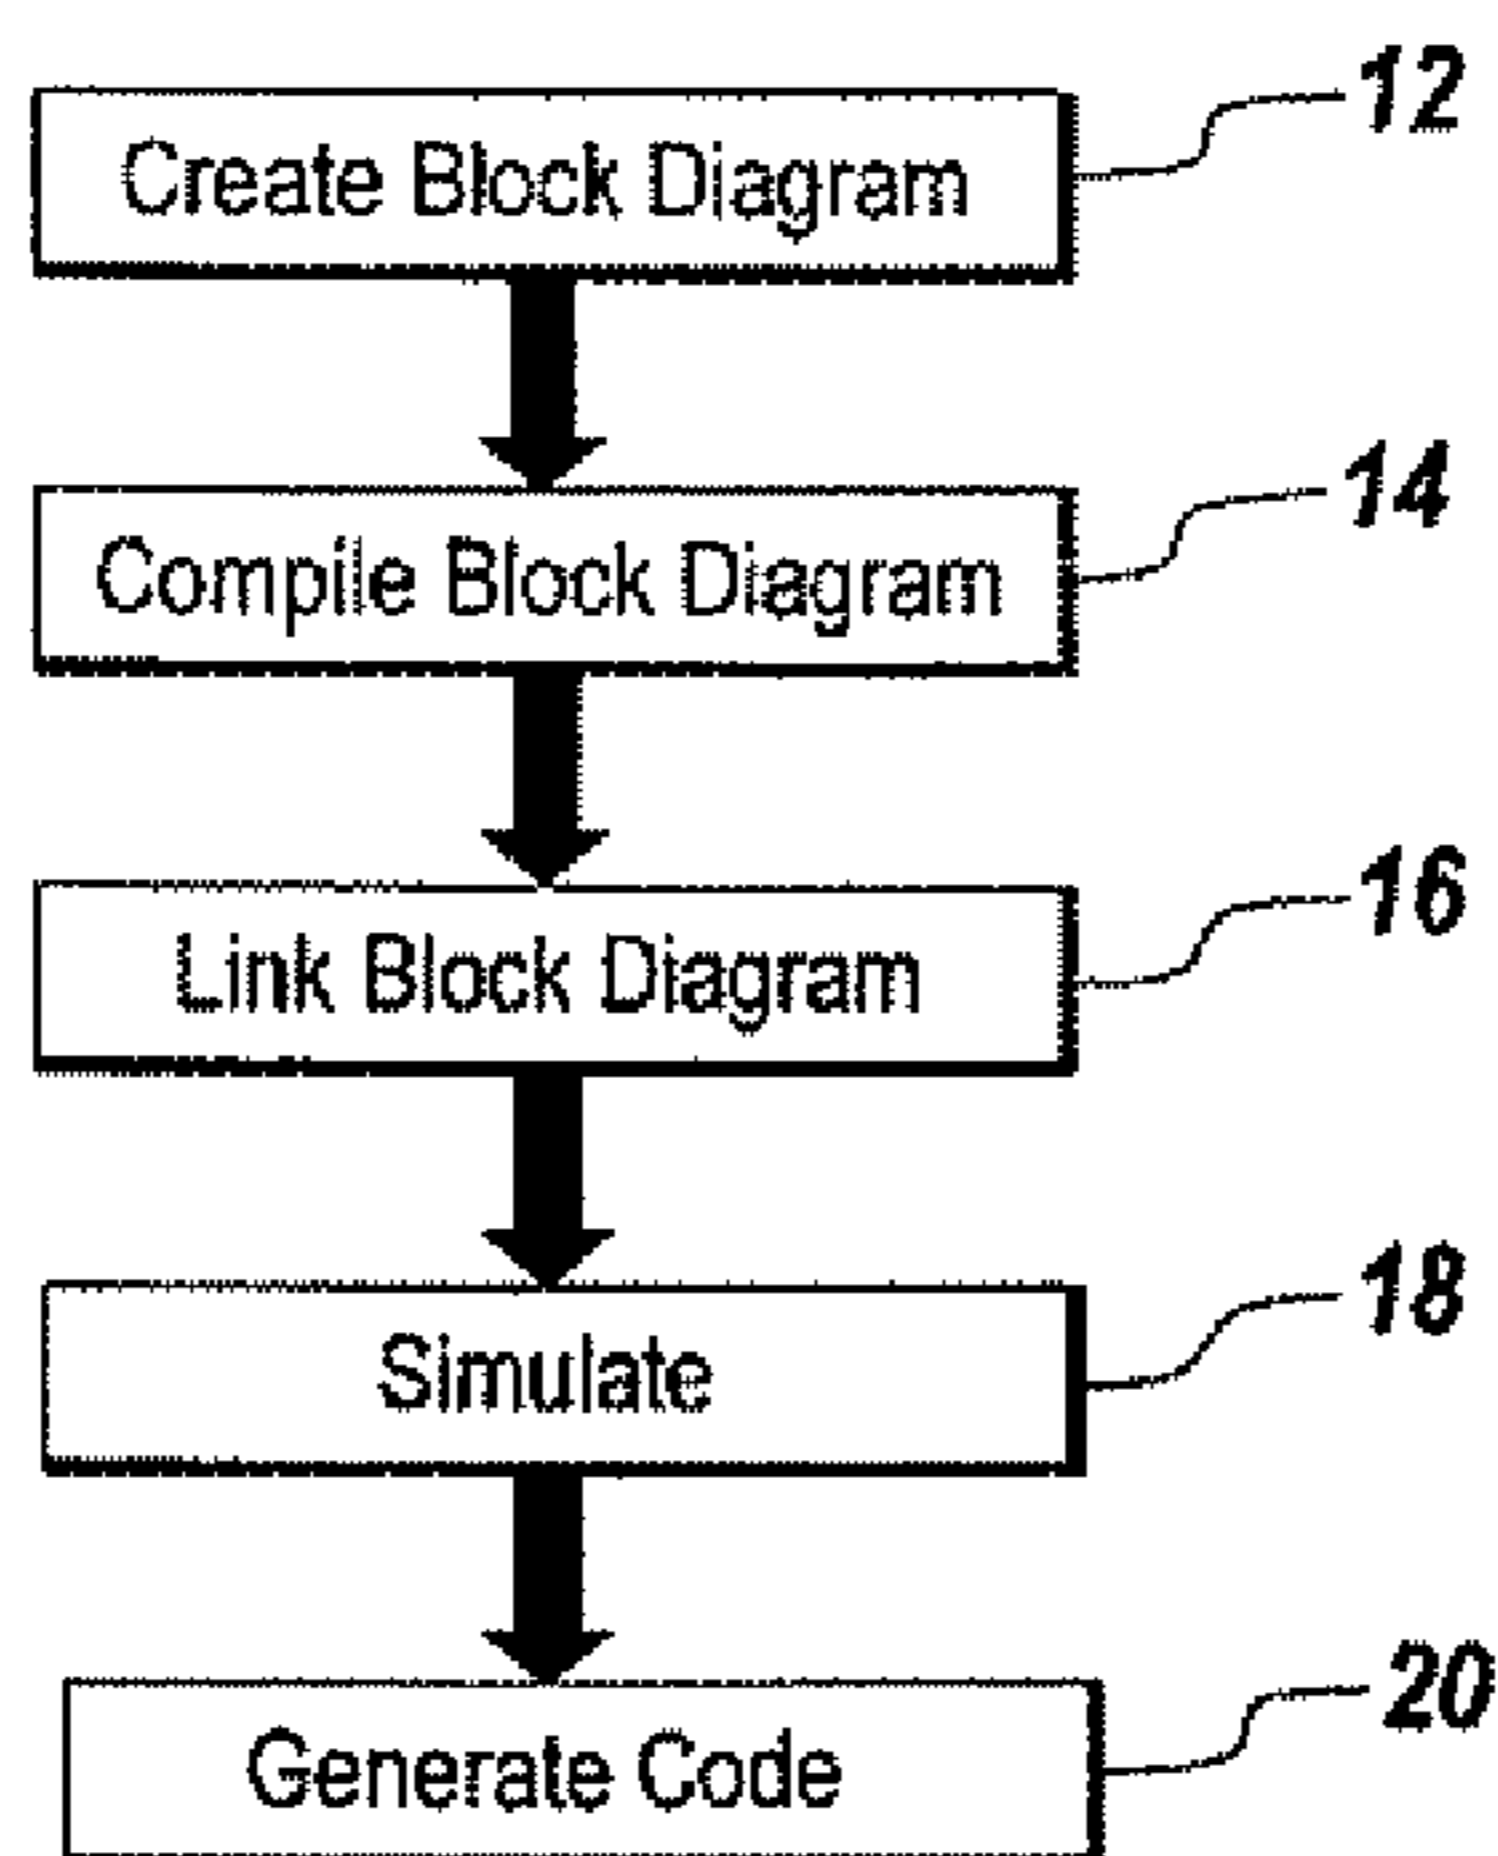 12
Create Block Diagram
14
Compile Block Diagram
16
Link Block Diagram
18
Simulate
20
Generate Code